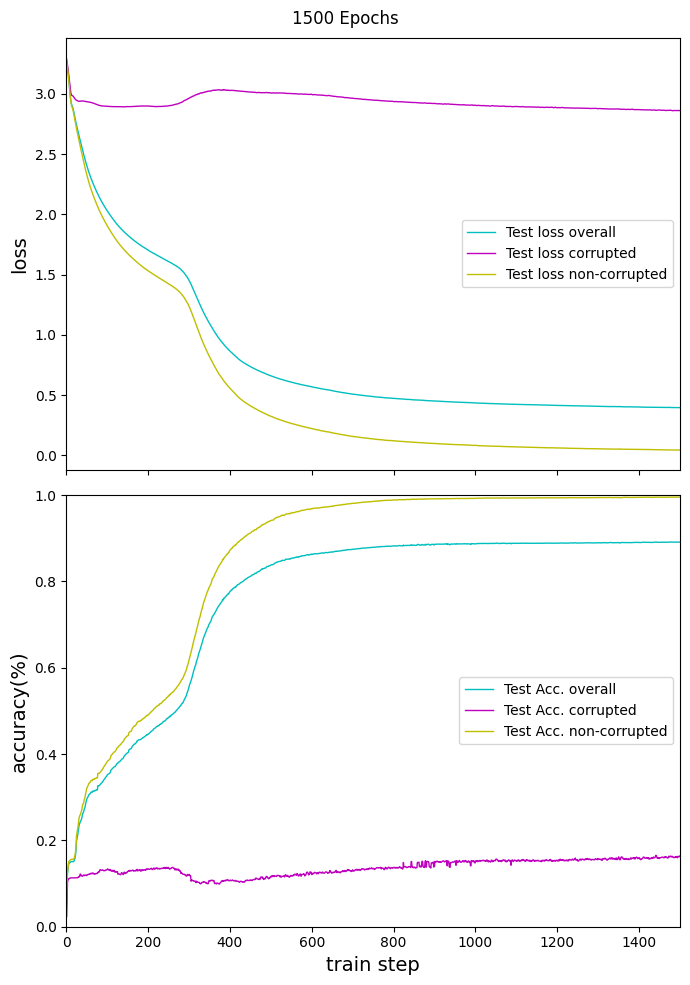 1500 Epochs
3.0
2.5
2.0
1.5
1.0
0.5
0.0
loss
Test loss overall
Test loss corrupted
Test loss non-corrupted
1.0
0.8
0.6
0.4
0.2
0.0
accuracy(%)
Test Acc. overall
Test Acc. corrupted
Test Acc. non-corrupted
0 200 400 600 800 1000 1200 1400
train step